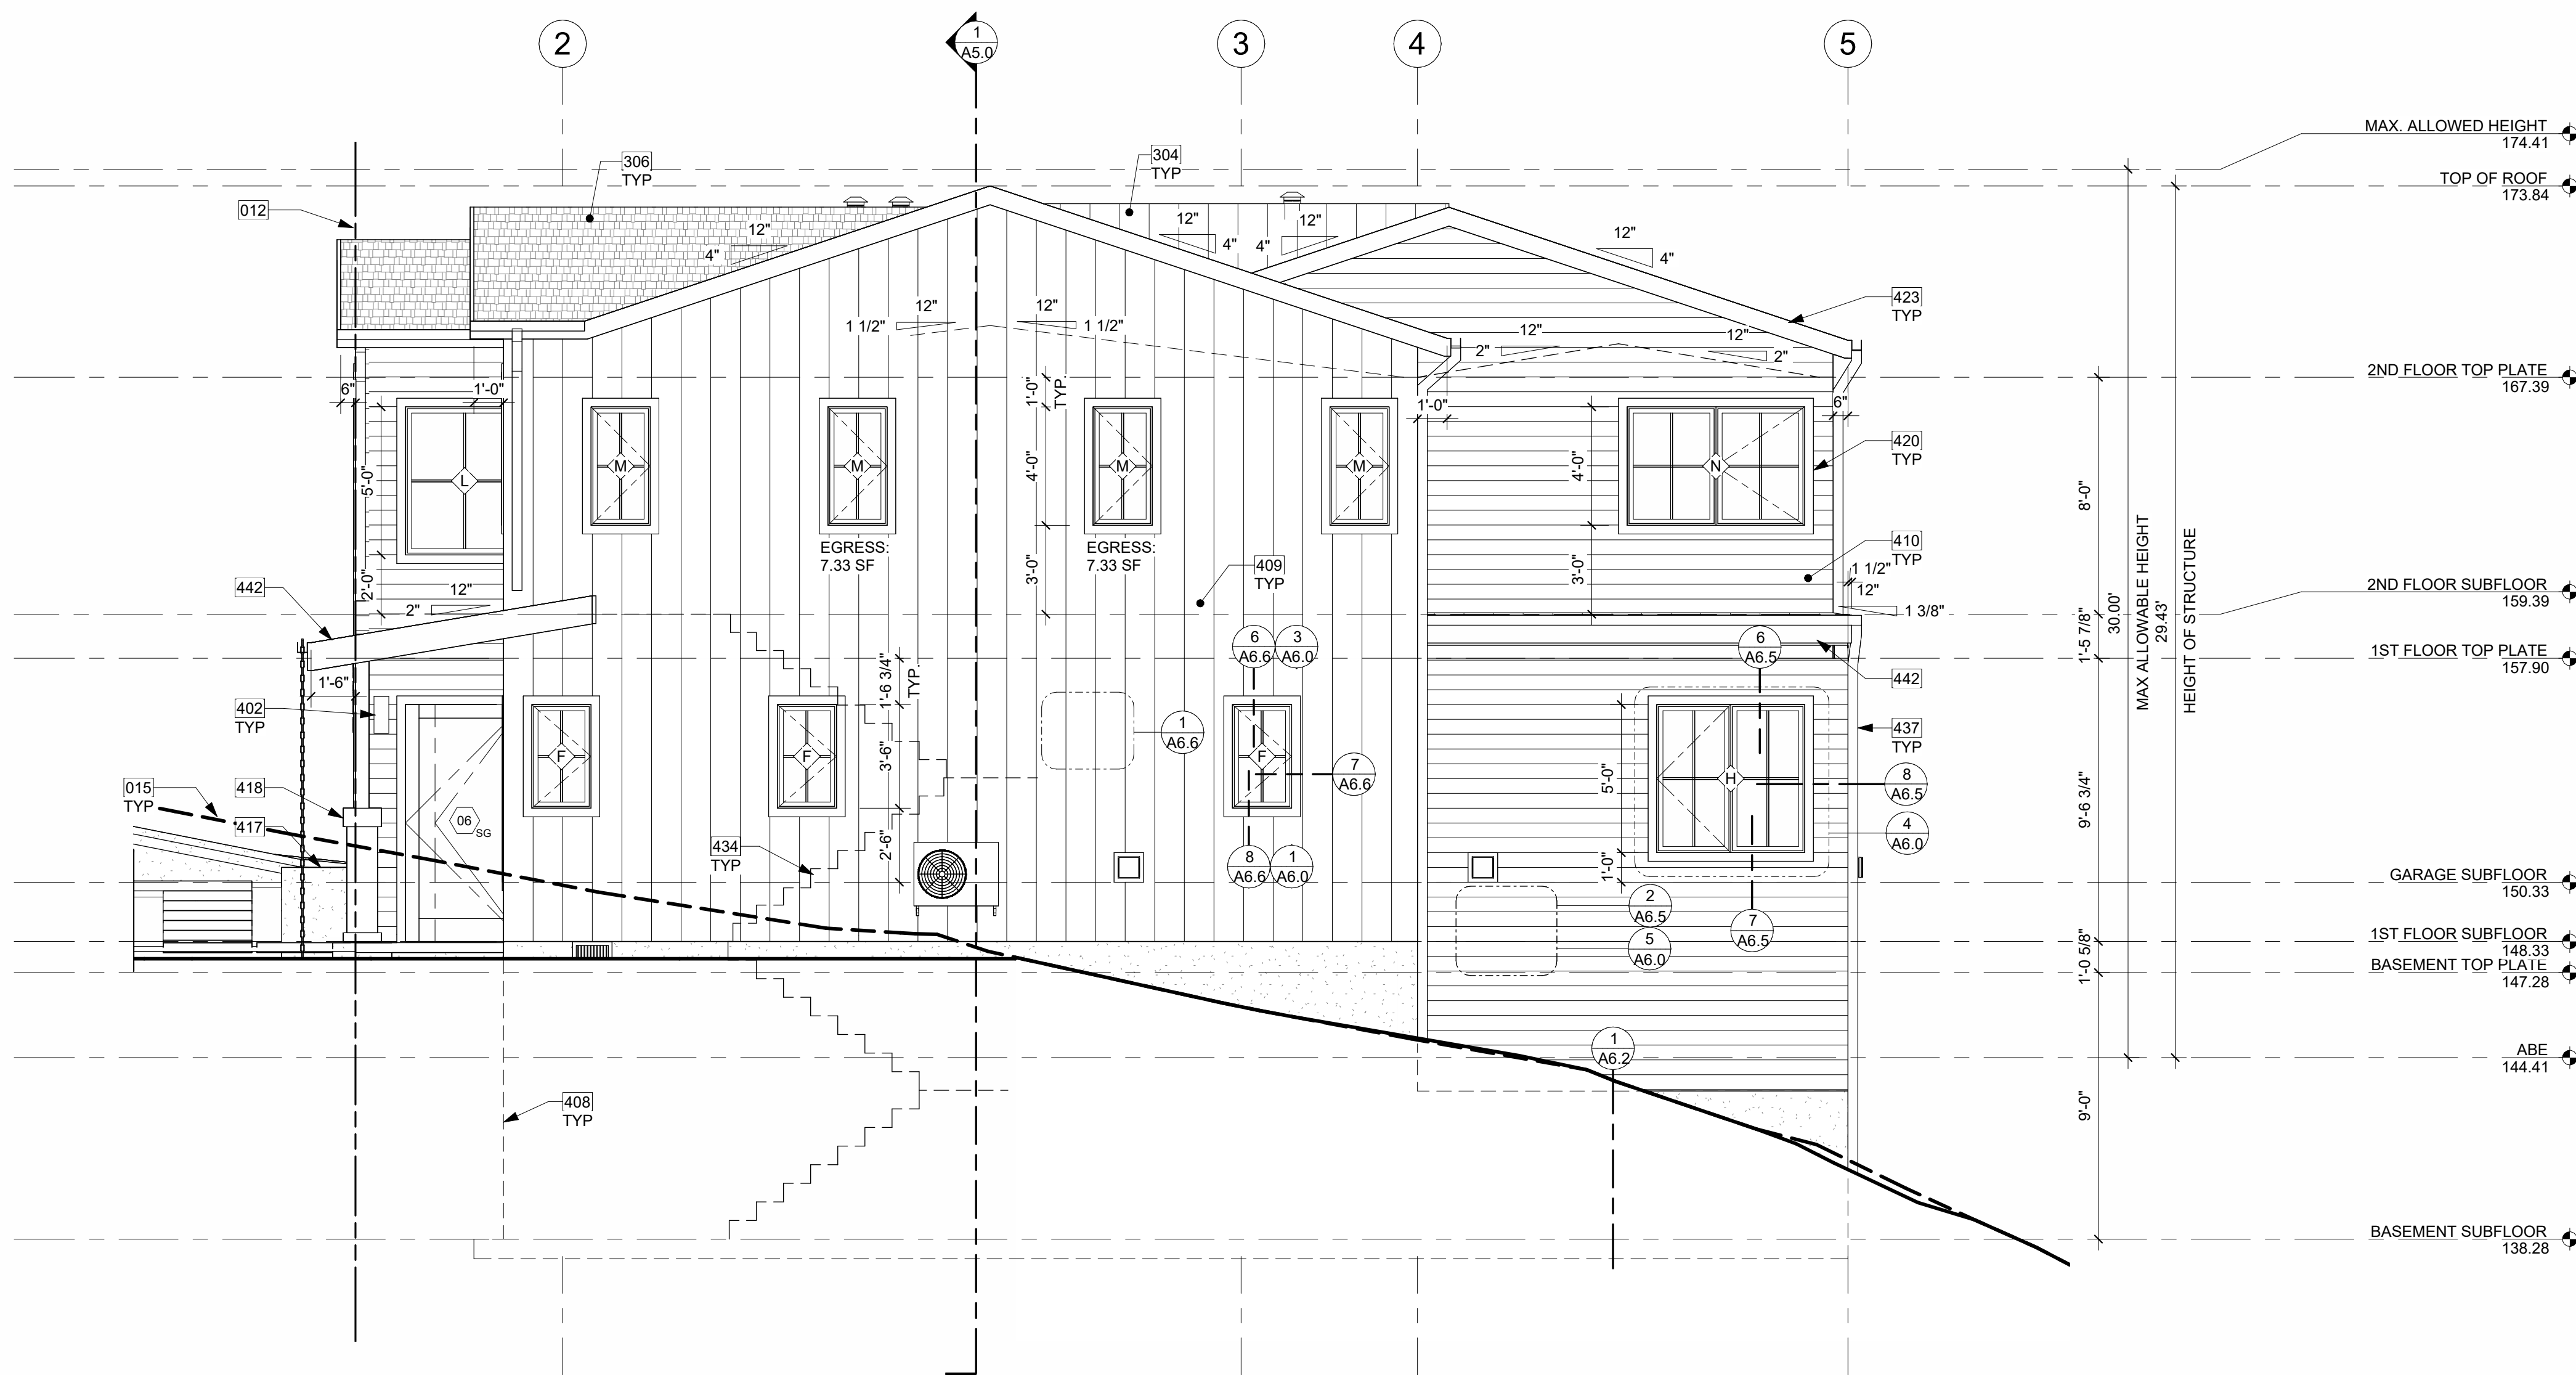 2
1
A5.0
3
4
5
MAX. ALLOWED HEIGHT
174.41
306
TYP
304
TYP
TOP OF ROOF
173.84
012
12"
4"
12"
4"
12"
4"
12"
4"
423
TYP
12"
1 1/2"
12"
1 1/2"
12"
2"
12"
2"
2ND FLOOR TOP PLATE
167.39
6"
1'-0"
1'-0"
TYP.
1'-0"
6"
420
TYP
L
M
M
M
M
N
5'-0"
4'-0"
4'-0"
8'-0"
EGRESS:
7.33 SF
EGRESS:
7.33 SF
MAX ALLOWABLE HEIGHT
30.00'
29.43'
HEIGHT OF STRUCTURE
410
TYP
409
TYP
3'-0"
3'-0"
1 1/2"
12"
1 3/8"
442
2'-0"
12"
2"
2ND FLOOR SUBFLOOR
159.39
6
A6.6
3
A6.0
6
A6.5
1'-5 7/8"
1ST FLOOR TOP PLATE
157.90
1'-6"
1'-6 3/4"
TYP.
442
402
TYP
1
A6.6
437
TYP
F
F
F
H
3'-6"
7
A6.6
5'-0"
8
A6.5
9'-6 3/4"
015
TYP
418
417
06
SG
4
A6.0
434
TYP
2'-6"
8
A6.6
1
A6.0
1'-0"
GARAGE SUBFLOOR
150.33
2
A6.5
5
A6.0
7
A6.5
1ST FLOOR SUBFLOOR
148.33
1'-0 5/8"
BASEMENT TOP PLATE
147.28
1
A6.2
ABE
144.41
408
TYP
9'-0"
BASEMENT SUBFLOOR
138.28